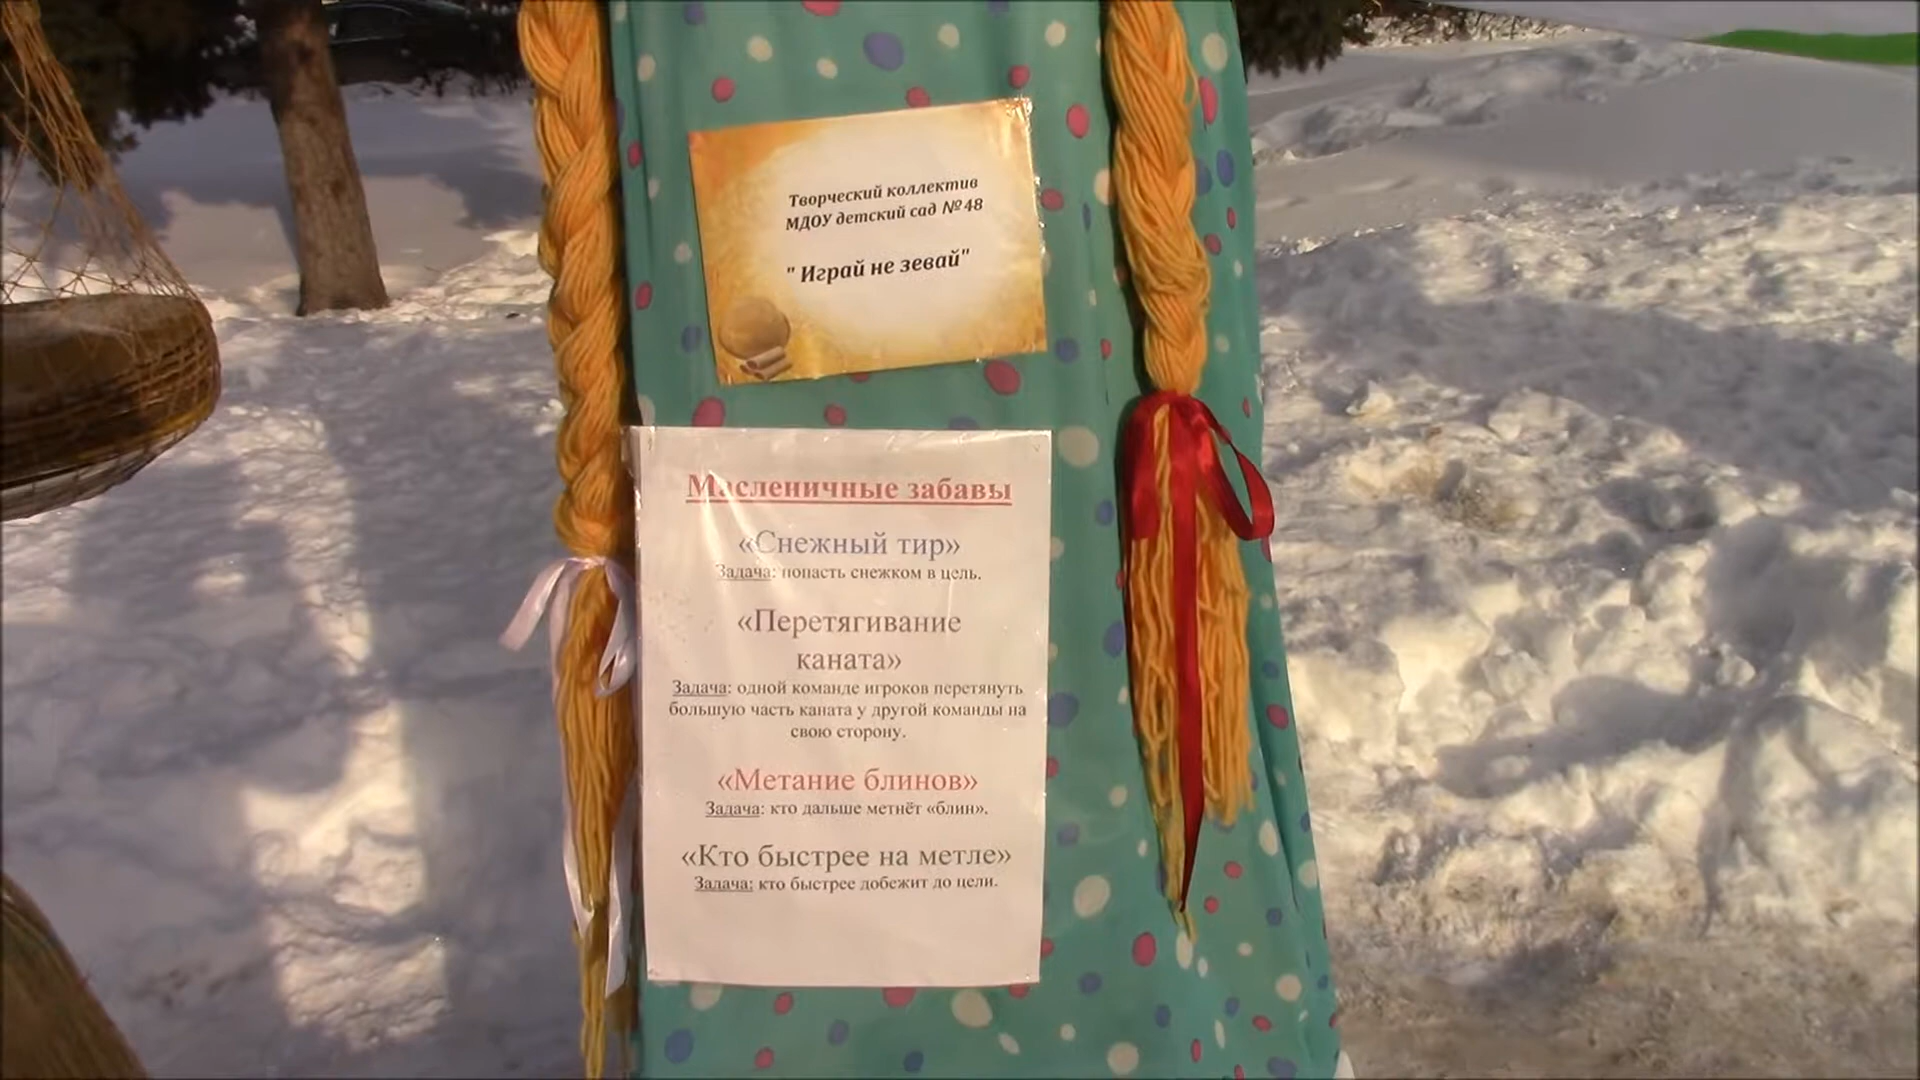 Творческий коллектив
МДОУ детский сад №48
" Играй не зевай"
Масленичные забавы
«Снежный тир»
Задача: попасть снежком в цель.
«Перетягивание
каната»
Задача: одной команде игроков перетянуть
большую часть каната у другой команды на
свою сторону.
«Метание блинов»
Задача: кто дальше метнёт «блин».
«Кто быстрее на метле»
Задача: кто быстрее добежит до цели.